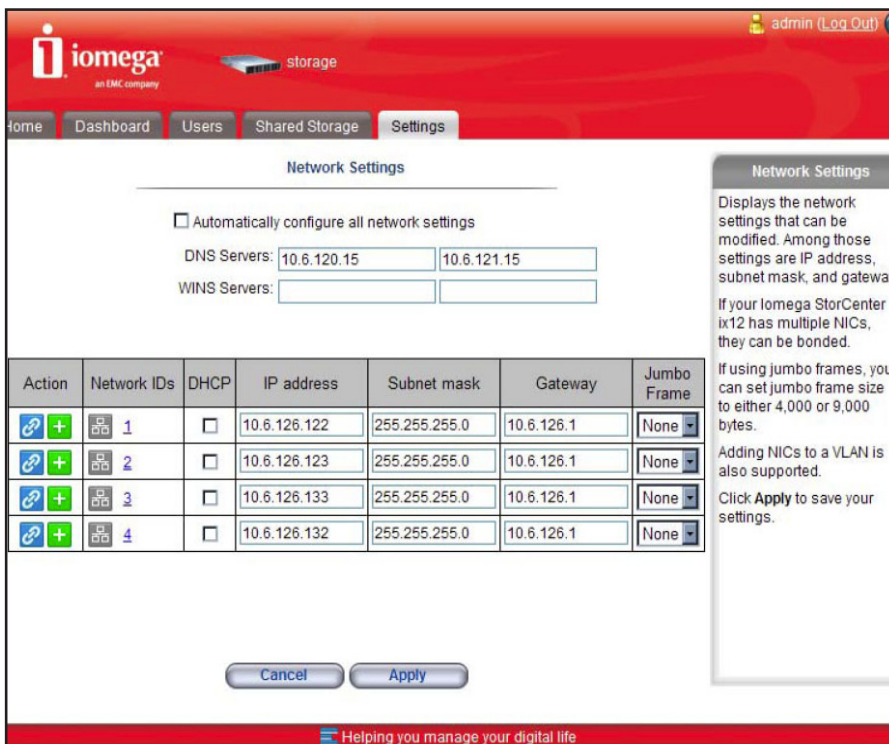 admin (Log Out)
iomega
an EMC company
storage
Home Dashboard Users Shared Storage Settings
Network Settings
Automatically configure all network settings
DNS Servers: 10.6.120.15 10.6.121.15
WINS Servers:
Action Network IDs DHCP IP address Subnet mask Gateway Jumbo Frame
1 10.6.126.122 255.255.255.0 10.6.126.1 None
2 10.6.126.123 255.255.255.0 10.6.126.1 None
3 10.6.126.133 255.255.255.0 10.6.126.1 None
4 10.6.126.132 255.255.255.0 10.6.126.1 None
Cancel Apply
Network Settings
Displays the network
settings that can be
modified. Among those
settings are IP address,
subnet mask, and gatewa
If your Iomega StorCenter
ix12 has multiple NICs,
they can be bonded.
If using jumbo frames, you
can set jumbo frame size
to either 4,000 or 9,000
bytes.
Adding NICs to a VLAN is
also supported.
Click Apply to save your
settings.
Helping you manage your digital life